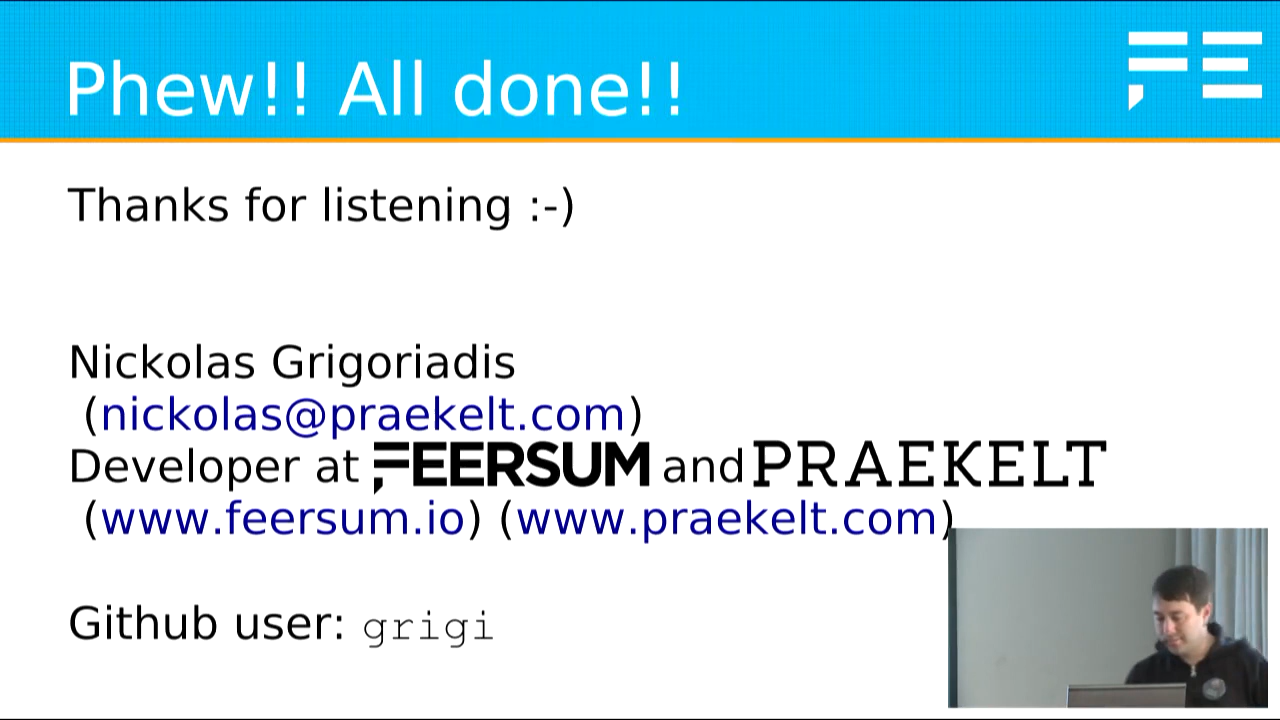 Phew!! All done!!
FE
Thanks for listening :-)
Nickolas Grigoriadis
(nickolas@praekelt.com)
Developer at FEERSUM and PRAEKELT
(www.feersum.io) (www.praekelt.com)
Github user: grigi